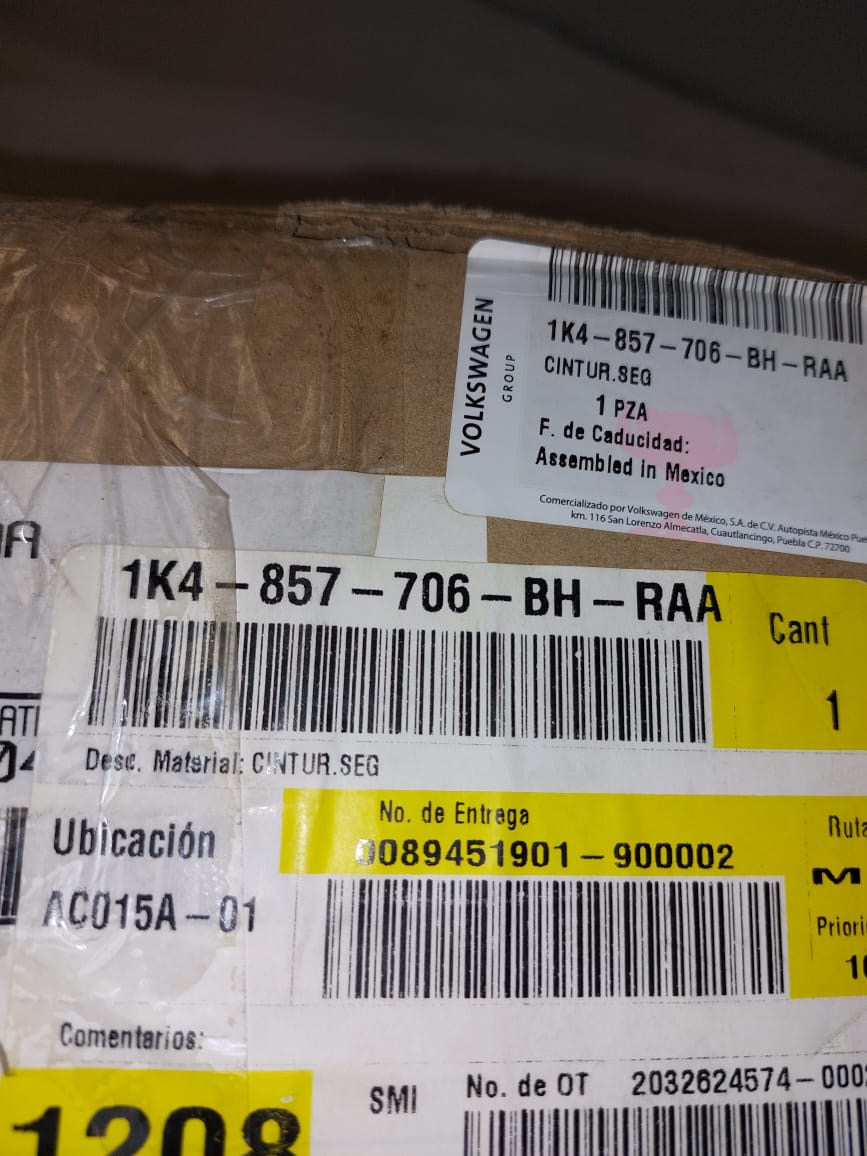 VOLKSWAGEN
GROUP
1K4-857-706-BH-RAA
CINTUR.SEG
1 PZA
F. de Caducidad:
Assembled in Mexico
Comercializado por Volkswagen de México, S.A. de C.V. Autopista México
km. 116 San Lorenzo Almecatla, Cuautlancingo, Puebla C.P. 72700
1K4-857-706-BH-RAA
Cant
1
Desc. Material: CINTUR.SEG
No. de Entrega
0089451901-900002
Ubicación
AC015A-01
Comentarios:
1208
SMI
No. de OT 2032624574-000